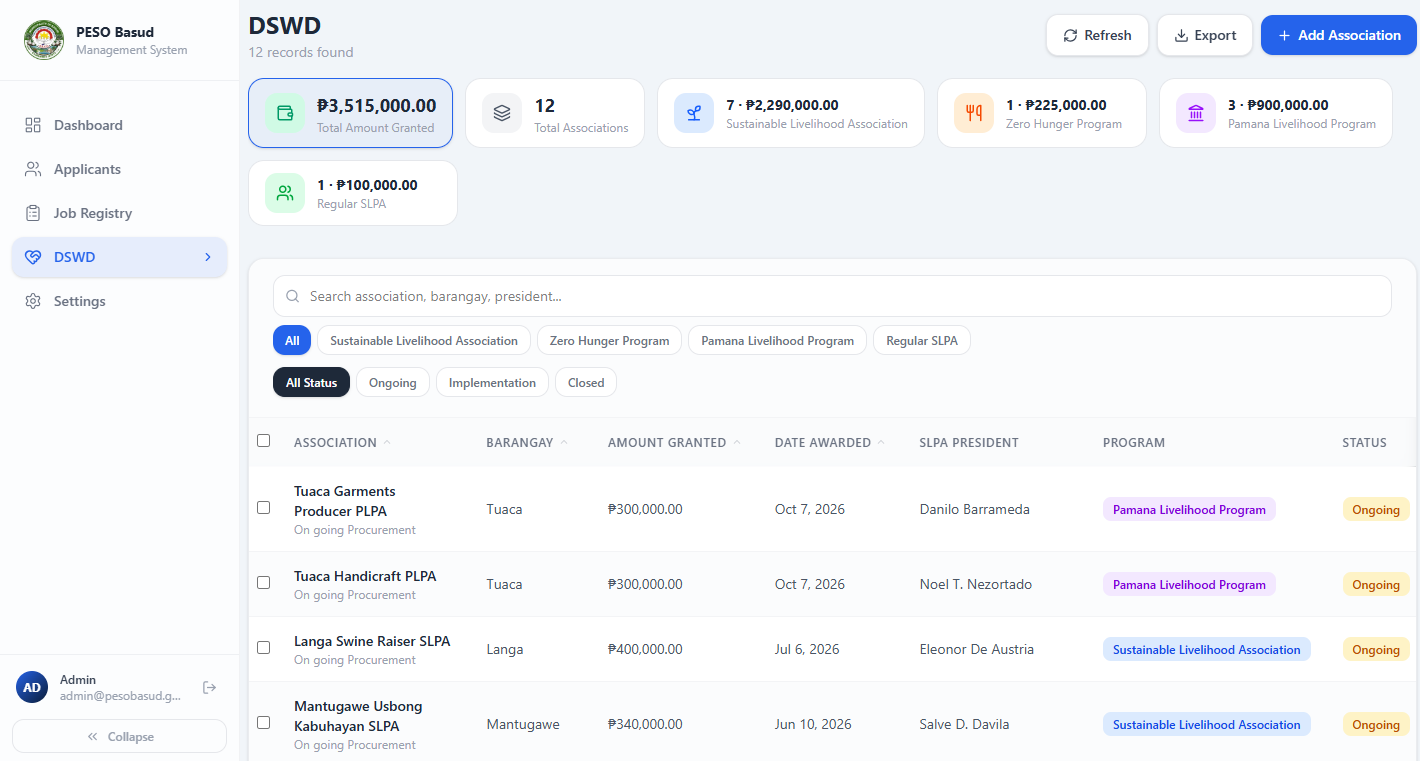 PESO Basud
Management System
Dashboard
Applicants
Job Registry
DSWD
Settings
AD
Admin
admin@pesobasud.g...
Collapse
DSWD
12 records found
Refresh
Export
Add Association
₱3,515,000.00
Total Amount Granted
12
Total Associations
7 · ₱2,290,000.00
Sustainable Livelihood Association
1 · ₱225,000.00
Zero Hunger Program
3 · ₱900,000.00
Pamana Livelihood Program
1 · ₱100,000.00
Regular SLPA
Search association, barangay, president...
All Sustainable Livelihood Association Zero Hunger Program Pamana Livelihood Program Regular SLPA
All Status Ongoing Implementation Closed
ASSOCIATION BARANGAY AMOUNT GRANTED DATE AWARDED SLPA PRESIDENT PROGRAM STATUS
Tuaca Garments
Producer PLPA
On going Procurement
Tuaca ₱300,000.00 Oct 7, 2026 Danilo Barrameda Pamana Livelihood Program Ongoing
Tuaca Handicraft PLPA
On going Procurement
Tuaca ₱300,000.00 Oct 7, 2026 Noel T. Nezortado Pamana Livelihood Program Ongoing
Langa Swine Raiser SLPA
On going Procurement
Langa ₱400,000.00 Jul 6, 2026 Eleonor De Austria Sustainable Livelihood Association Ongoing
Mantugawe Usbong
Kabuhayan SLPA
On going Procurement
Mantugawe ₱340,000.00 Jun 10, 2026 Salve D. Davila Sustainable Livelihood Association Ongoing